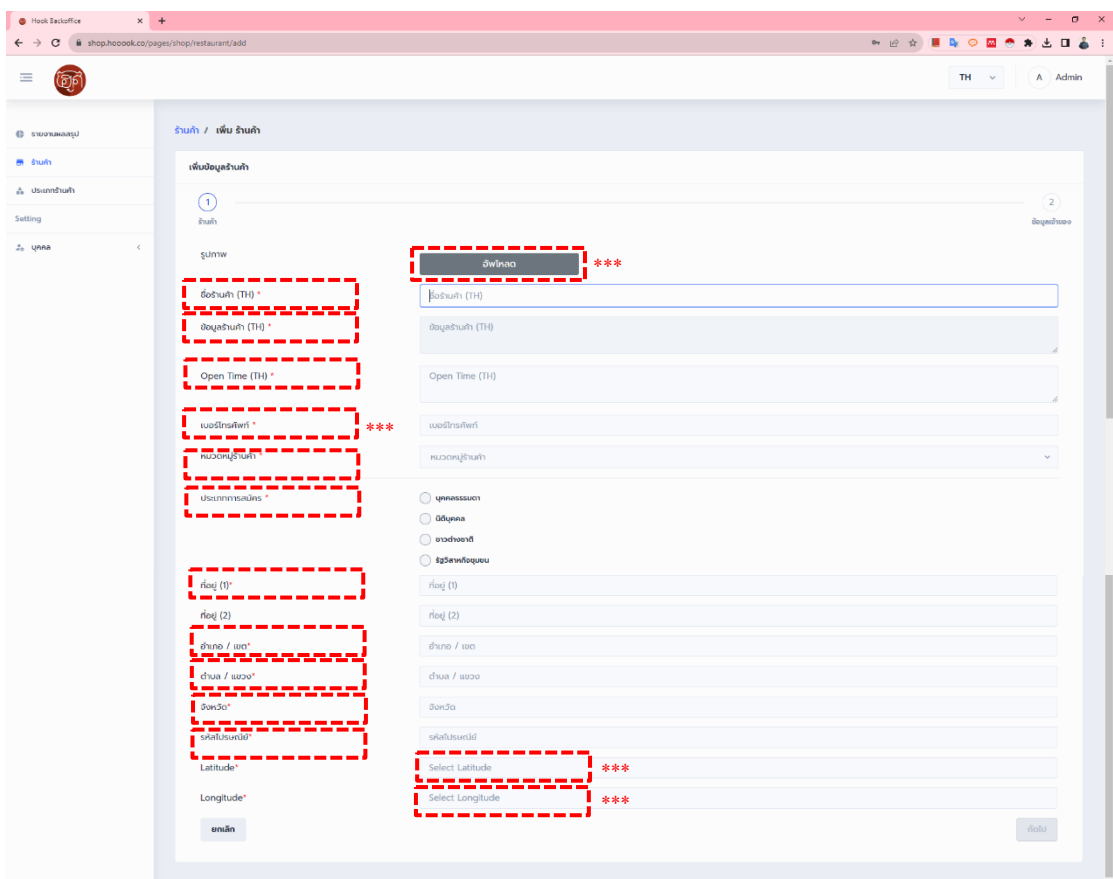 Hook Backoffice
shop.hooook.co/pages/shop/restaurant/add
TH
A Admin
รายงานผลสรุป
ร้านค้า
ประเภทร้านค้า
Setting
บุคคล
ร้านค้า / เพิ่ม ร้านค้า
เพิ่มข้อมูลร้านค้า
1 2
ร้านค้า ข้อมูลเจ้าของ
รูปภาพ อัพโหลด ***
ชื่อร้านค้า (TH) * ชื่อร้านค้า (TH)
ข้อมูลร้านค้า (TH) * ข้อมูลร้านค้า (TH)
Open Time (TH) * Open Time (TH)
เบอร์โทรศัพท์ * *** เบอร์โทรศัพท์
หมวดหมู่ร้านค้า * หมวดหมู่ร้านค้า
ประเภทการสมัคร * บุคคลธรรมดา
นิติบุคคล
ชาวต่างชาติ
รัฐวิสาหกิจชุมชน
ที่อยู่ (1)* ที่อยู่ (1)
ที่อยู่ (2) ที่อยู่ (2)
อำเภอ / เขต* อำเภอ / เขต
ตำบล / แขวง* ตำบล / แขวง
จังหวัด* จังหวัด
รหัสไปรษณีย์* รหัสไปรษณีย์
Latitude* Select Latitude ***
Longitude* Select Longitude ***
ยกเลิก ถัดไป